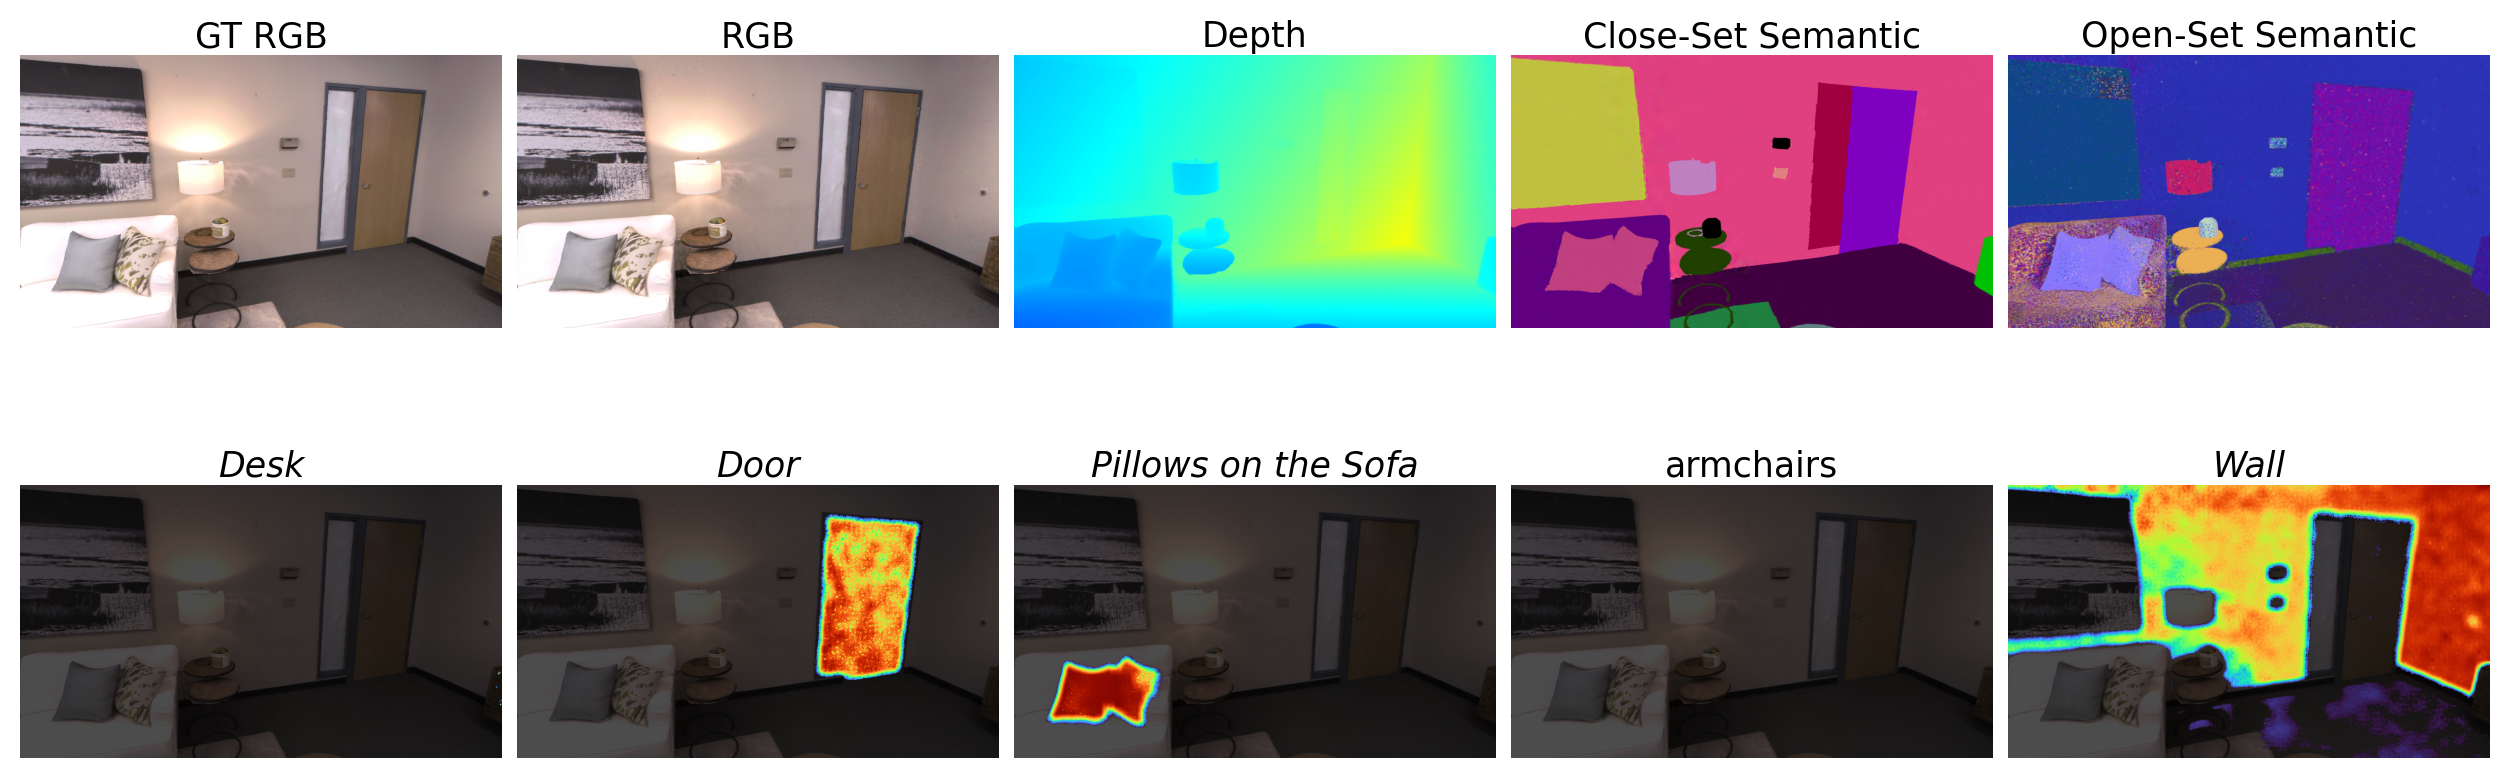 GT RGB
RGB
Depth
Close-Set Semantic
Open-Set Semantic
Desk
Door
Pillows on the Sofa
armchairs
Wall